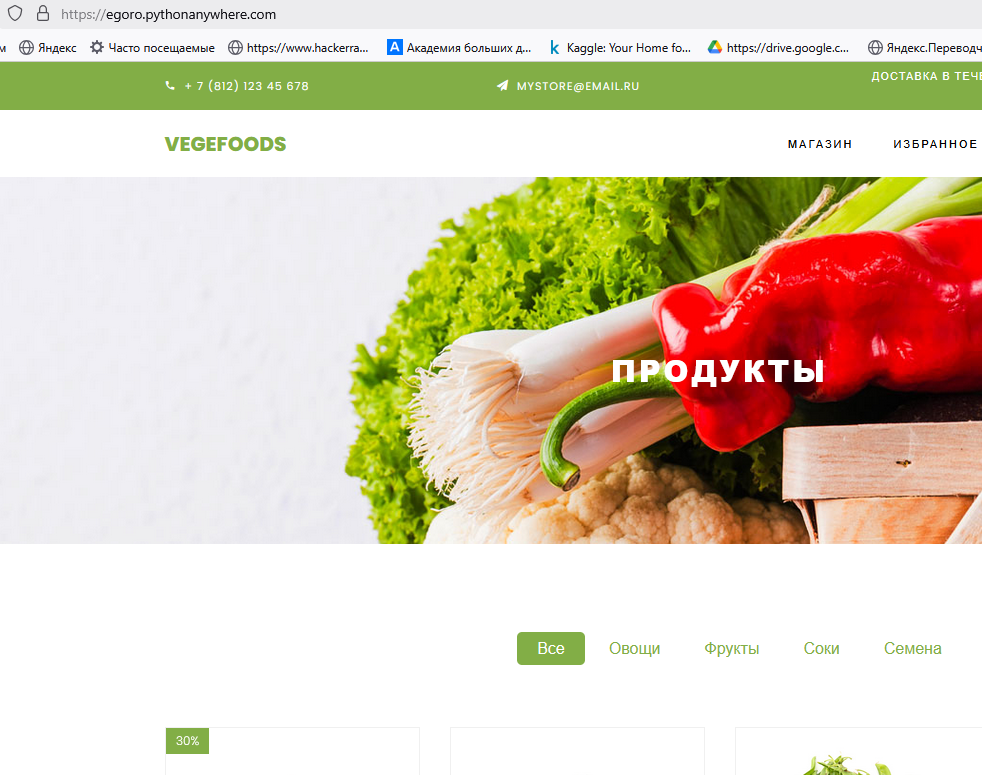 https://egoro.pythonanywhere.com
Яндекс Часто посещаемые https://www.hackerra... Академия больших д... Kaggle: Your Home fo... https://drive.google.c... Яндекс.Переводч
+ 7 (812) 123 45 678 MYSTORE@EMAIL.RU ДОСТАВКА В ТЕЧЕ
VEGEFOODS МАГАЗИН ИЗБРАННОЕ
ПРОДУКТЫ
Все Овощи Фрукты Соки Семена
30%